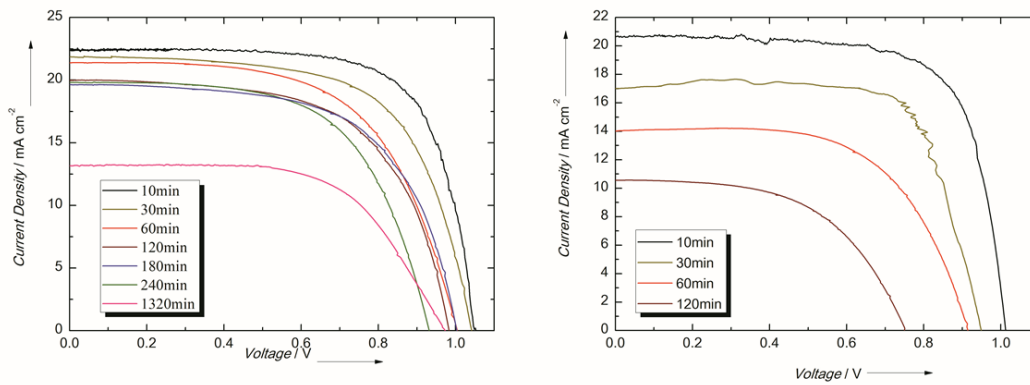 25
20
15
10
5
0
Current Density / mA cm-2
10min
30min
60min
120min
180min
240min
1320min
0.0 0.2 0.4 0.6 0.8 1.0
Voltage / V
22
20
18
16
14
12
10
8
6
4
2
0
Current Density / mA cm-2
10min
30min
60min
120min
0.0 0.2 0.4 0.6 0.8 1.0
Voltage / V